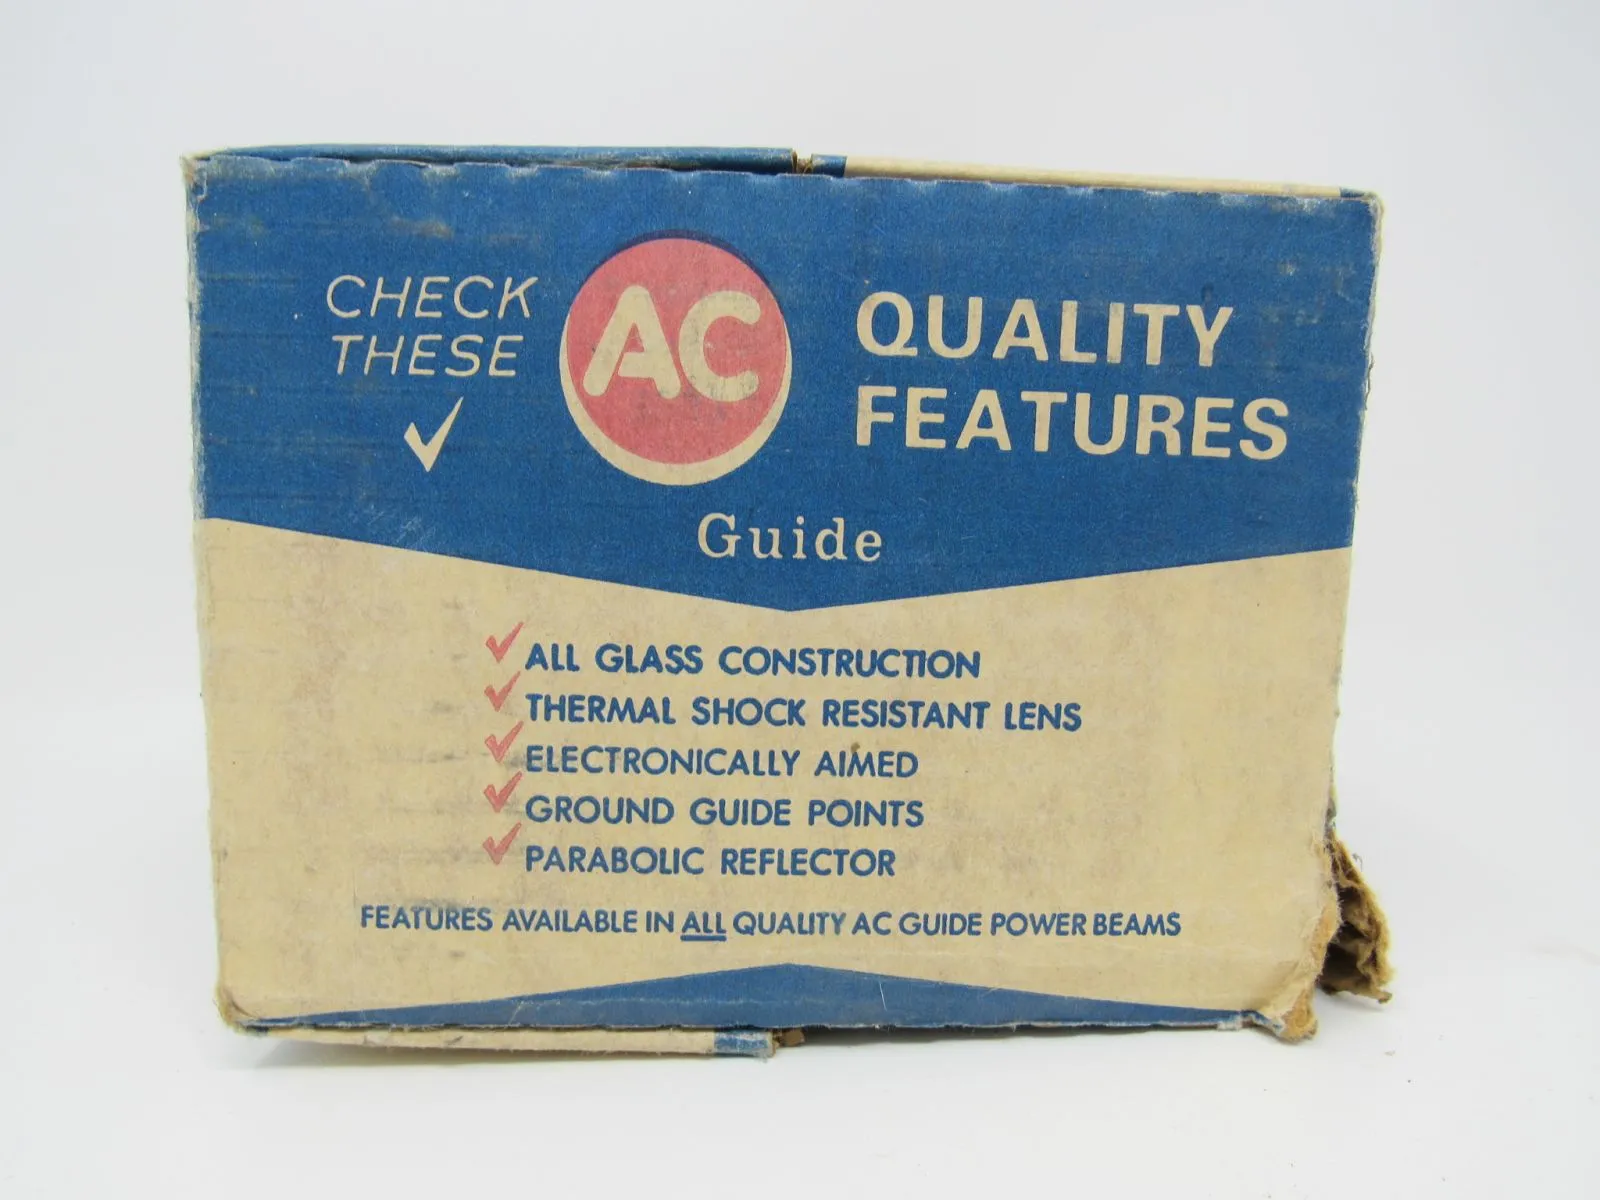 CHECK
THESE
AC
QUALITY
FEATURES
Guide
ALL GLASS CONSTRUCTION
THERMAL SHOCK RESISTANT LENS
ELECTRONICALLY AIMED
GROUND GUIDE POINTS
PARABOLIC REFLECTOR
FEATURES AVAILABLE IN ALL QUALITY AC GUIDE POWER BEAMS